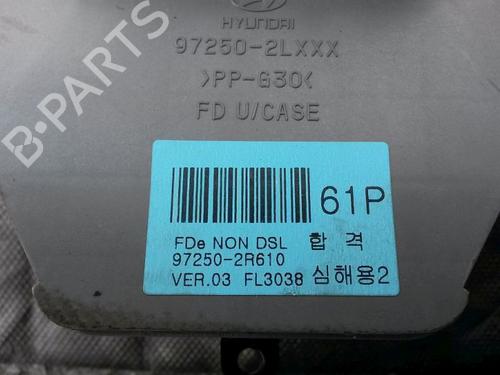 HYUNDAI
97250-2LXXX
>PP-G30<
FD U/CASE
61P
FDe NON DSL 합 격
97250-2R610
VER.03 FL3038 심해용2
B-PARTS